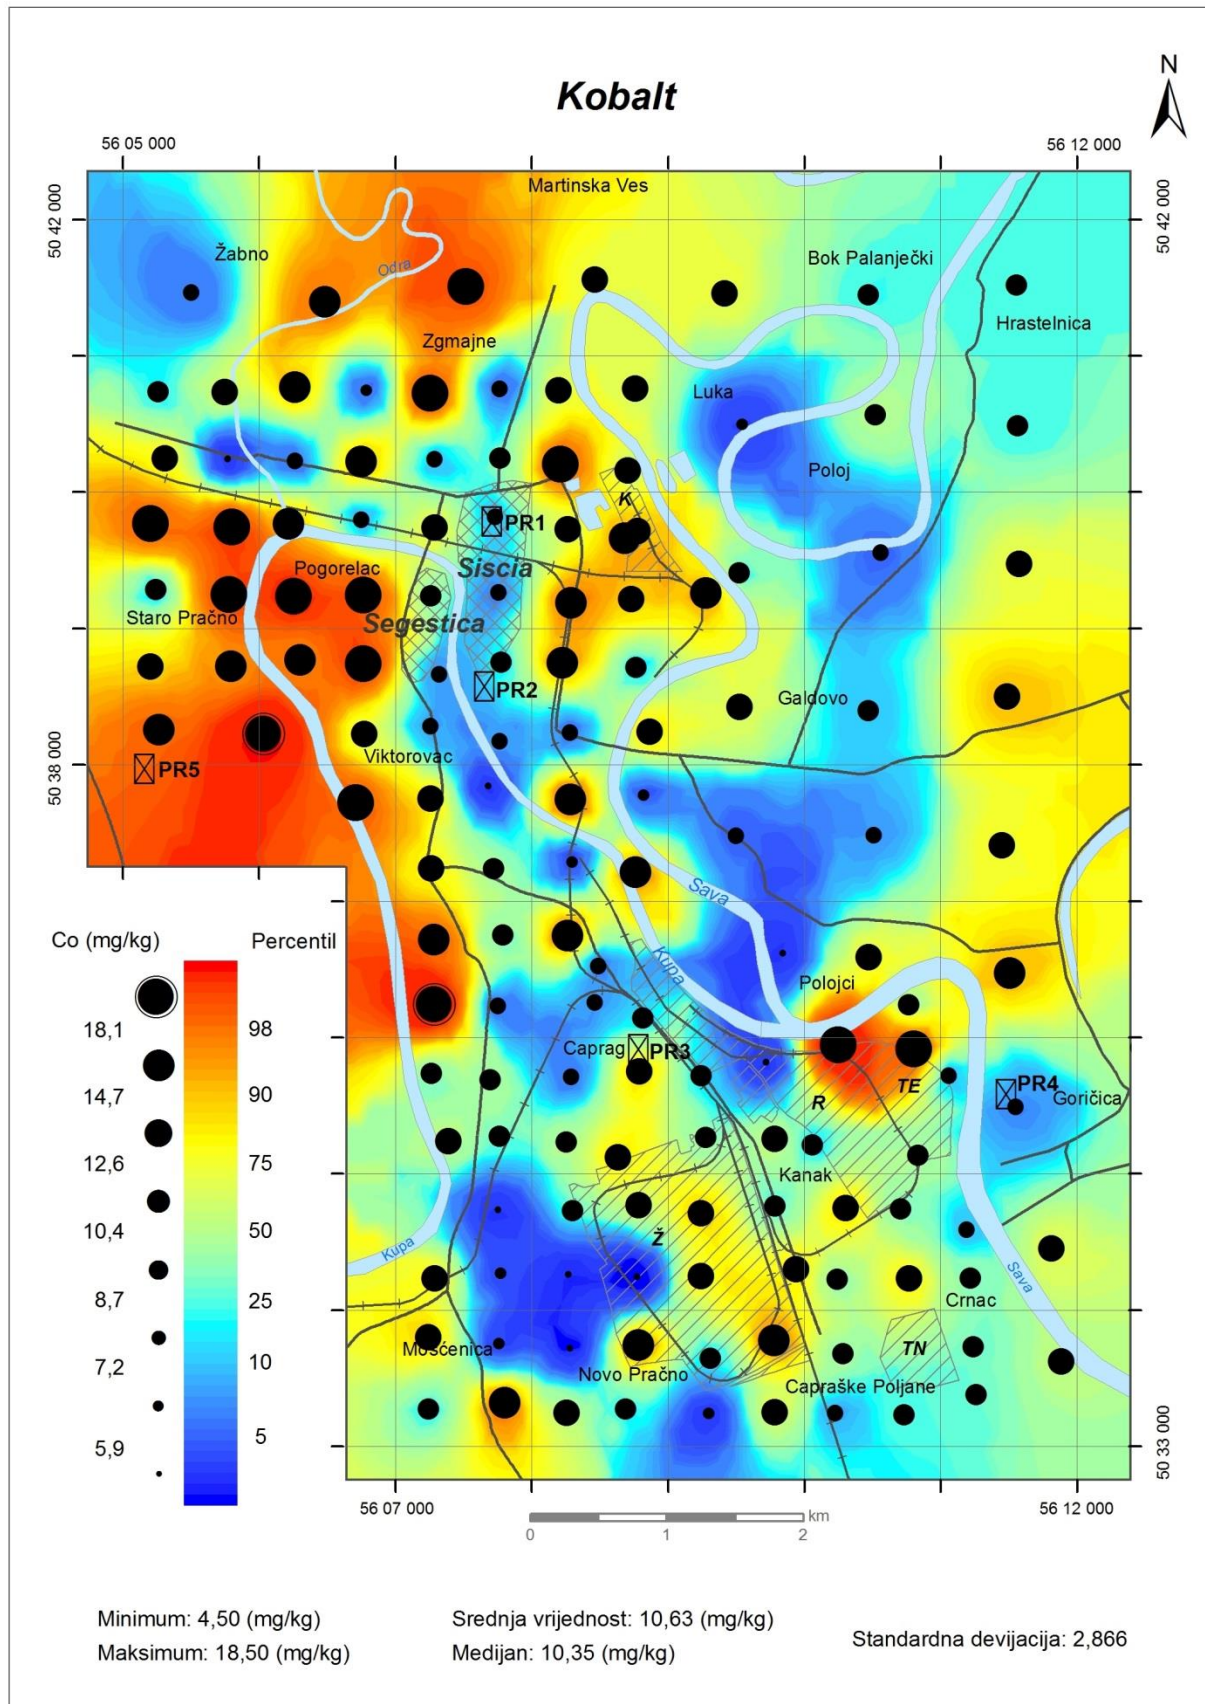 N
Kobalt
56 05 000
56 12 000
Martinska Ves
50 42 000
50 42 000
Žabno
Odra
Bok Palanječki
Hrastelnica
Zgmajne
Luka
Poloj
K
PR1
Siscia
Pogorelac
Staro Pračno
Segestica
PR2
Galdovo
Viktorovac
50 38 000
50 38 000
PR5
Sava
Co (mg/kg)
Percentil
Kupa
Polojci
18,1
98
Caprag
PR3
TE
PR4
14,7
90
R
Goričica
12,6
75
Kanak
10,4
50
Ž
Kupa
Sava
8,7
25
Crnac
7,2
10
Mošćenica
TN
Novo Pračno
Capraške Poljane
5,9
5
50 33 000
56 07 000
56 12 000
km
0
1
2
Minimum: 4,50 (mg/kg)
Srednja vrijednost: 10,63 (mg/kg)
Standardna devijacija: 2,866
Maksimum: 18,50 (mg/kg)
Medijan: 10,35 (mg/kg)